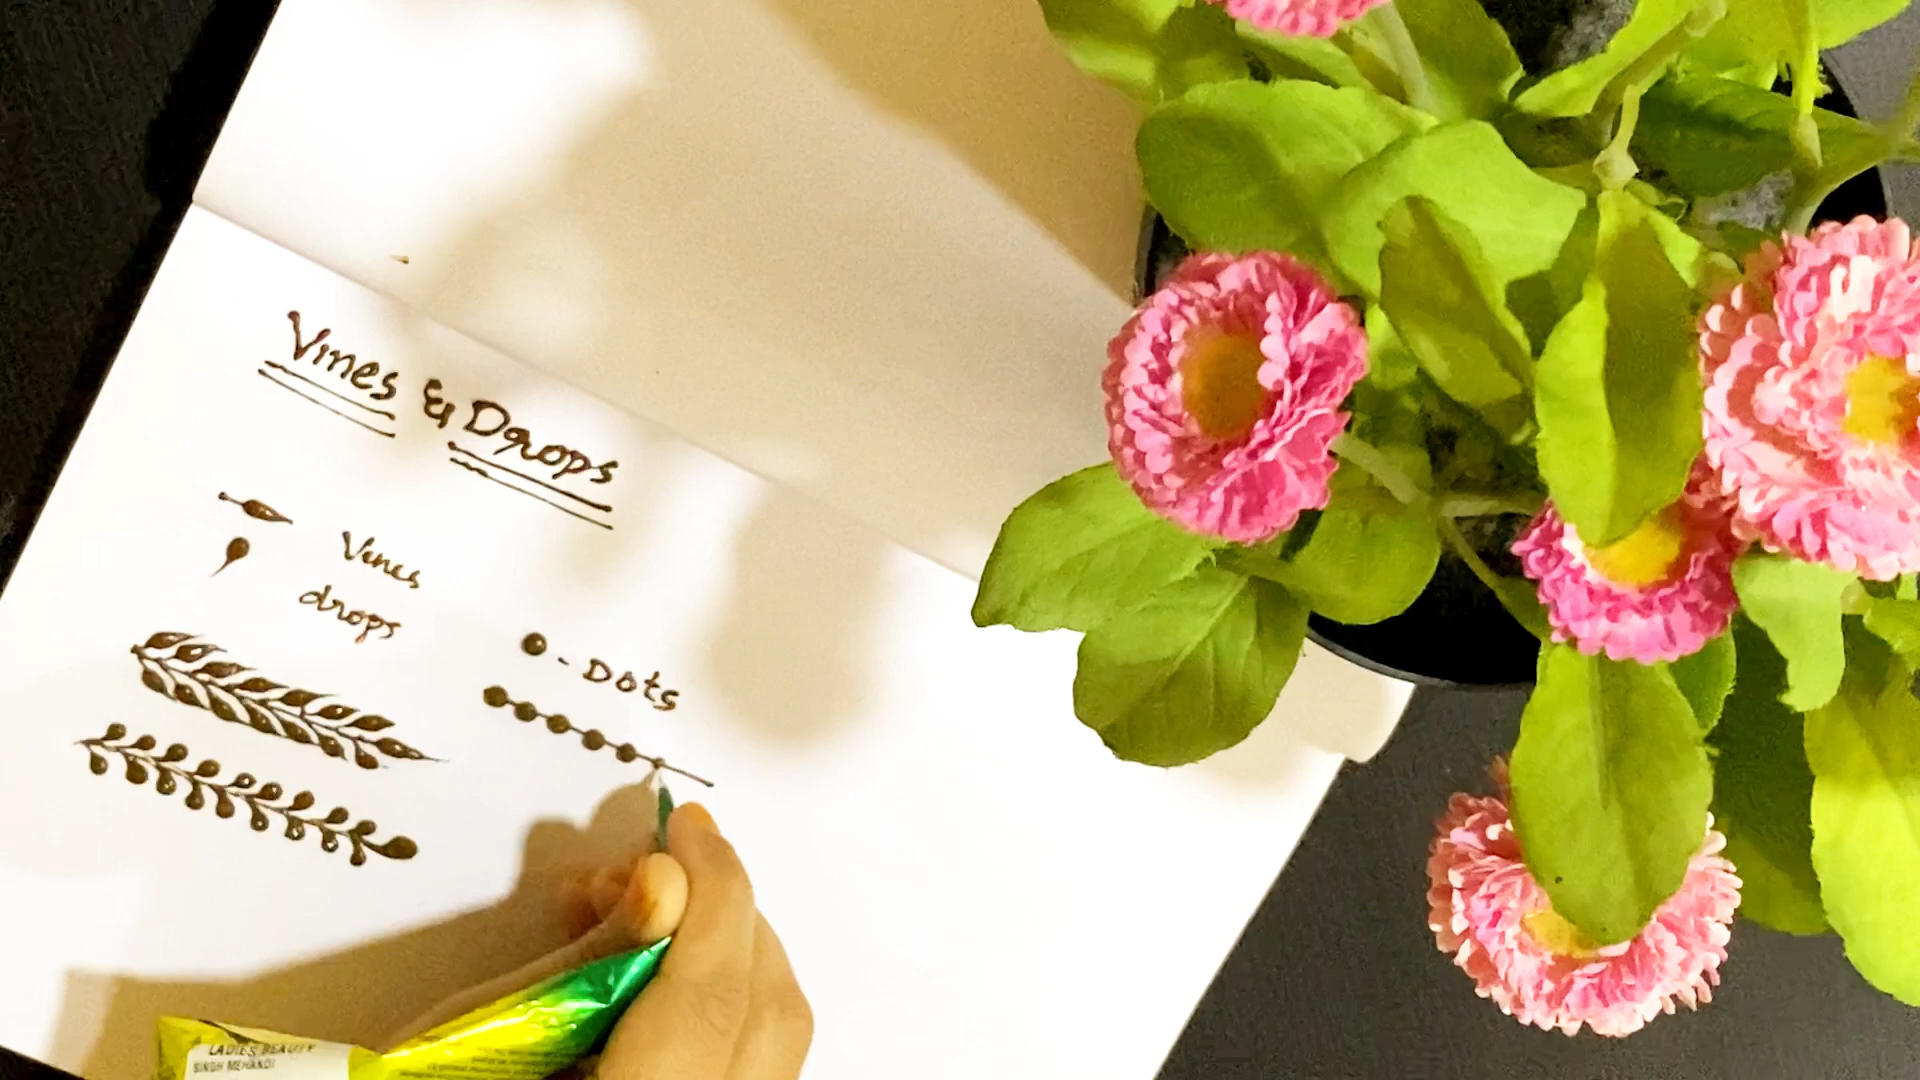 Vines & Drops
Vines
drops
- Dots
LADIES BEAUTY
SINGH MEHANDI